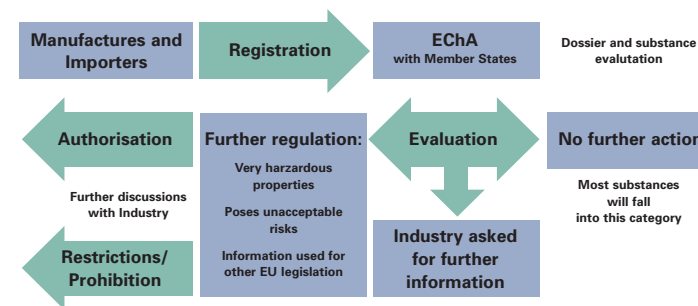 Manufactures and
Importers
Registration
EChA
with Member States
Dossier and substance
evalutation
Authorisation
Further regulation:
Very harzardous
properties
Poses unacceptable
risks
Information used for
other EU legislation
Evaluation
No further action
Further discussions
with Industry
Most substances
will fall
into this category
Restrictions/
Prohibition
Industry asked
for further
information